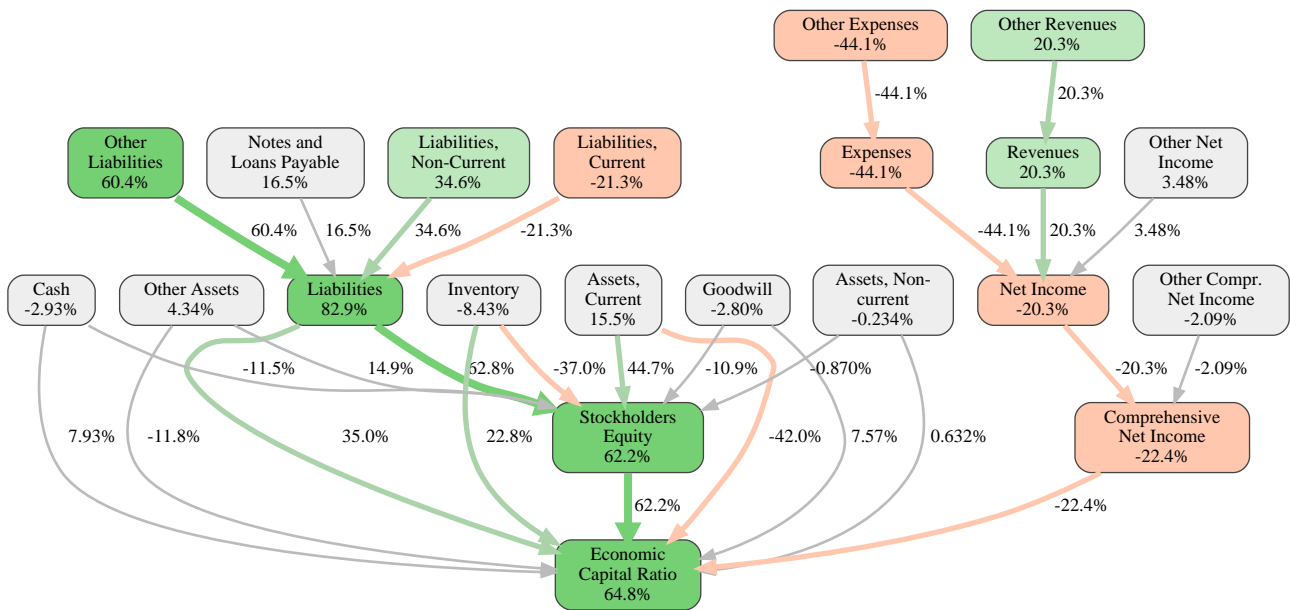 Other Expenses
-44.1%
Other Revenues
20.3%
-44.1%
20.3%
Other
Liabilities
60.4%
Notes and
Loans Payable
16.5%
Liabilities,
Non-Current
34.6%
Liabilities,
Current
-21.3%
Expenses
-44.1%
Revenues
20.3%
Other Net
Income
3.48%
60.4%
16.5%
34.6%
-21.3%
-44.1%
20.3%
3.48%
Cash
-2.93%
Other Assets
4.34%
Liabilities
82.9%
Inventory
-8.43%
Assets,
Current
15.5%
Goodwill
-2.80%
Assets, Non-
current
-0.234%
Net Income
-20.3%
Other Compr.
Net Income
-2.09%
-11.5%
14.9%
62.8%
-37.0%
44.7%
-10.9%
-0.870%
-20.3%
-2.09%
Stockholders
Equity
62.2%
Comprehensive
Net Income
-22.4%
7.93%
-11.8%
35.0%
22.8%
-42.0%
7.57%
0.632%
62.2%
-22.4%
Economic
Capital Ratio
64.8%